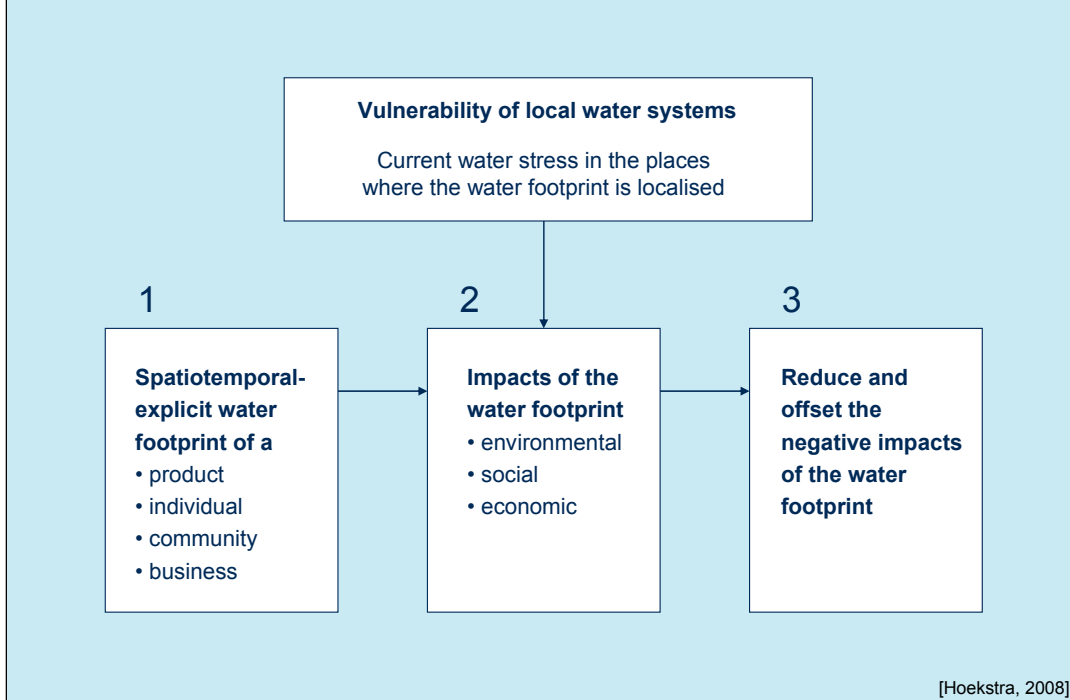 Vulnerability of local water systems
Current water stress in the places
where the water footprint is localised
1
Spatiotemporal-
explicit water
footprint of a
• product
• individual
• community
• business
2
Impacts of the
water footprint
• environmental
• social
• economic
3
Reduce and
offset the
negative impacts
of the water
footprint
[Hoekstra, 2008]